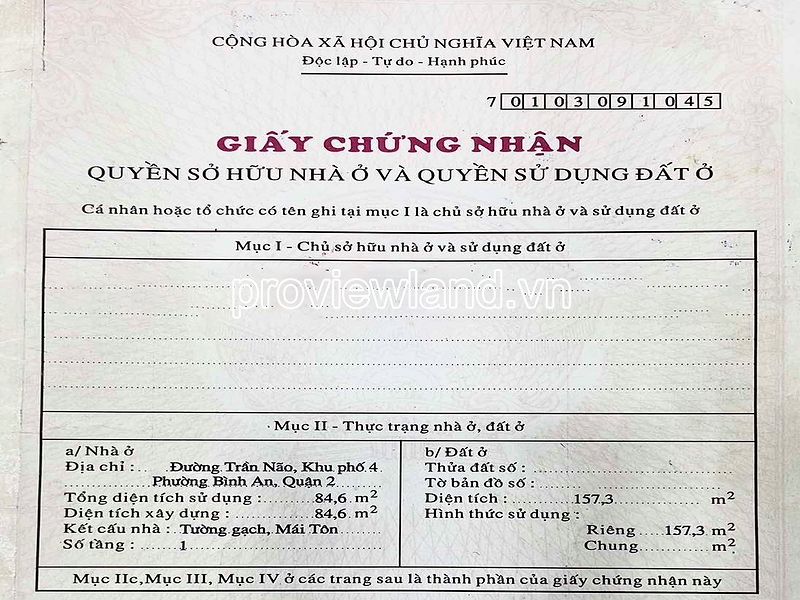 CỘNG HÒA XÃ HỘI CHỦ NGHĨA VIỆT NAM
Độc lập - Tự do - Hạnh phúc
7 0103091045
GIẤY CHỨNG NHẬN
QUYỀN SỞ HỮU NHÀ Ở VÀ QUYỀN SỬ DỤNG ĐẤT Ở
Cá nhân hoặc tổ chức có tên ghi tại mục I là chủ sở hữu nhà ở và sử dụng đất ở
Mục I - Chủ sở hữu nhà ở và sử dụng đất ở
proviewland.vn
Mục II - Thực trạng nhà ở, đất ở
a/ Nhà ở
Địa chỉ : Đường Trần Não, Khu phố 4
Phường Bình An, Quận 2
Tổng diện tích sử dụng : 84,6 m²
Diện tích xây dựng : 84,6 m²
Kết cấu nhà : Tường gạch, Mái Tôn
Số tầng : 1
b/ Đất ở
Thửa đất số :
Tờ bản đồ số :
Diện tích : 157,3 m²
Hình thức sử dụng :
Riêng 157,3 m²
Chung m²
Mục IIc, Mục III, Mục IV ở các trang sau là thành phần của giấy chứng nhận này